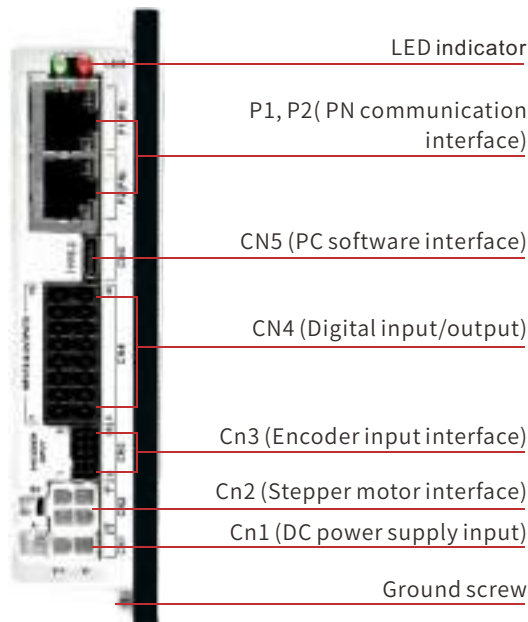 LED indicator
P1, P2( PN communication
interface)
CN5 (PC software interface)
CN4 (Digital input/output)
Cn3 (Encoder input interface)
Cn2 (Stepper motor interface)
Cn1 (DC power supply input)
Ground screw